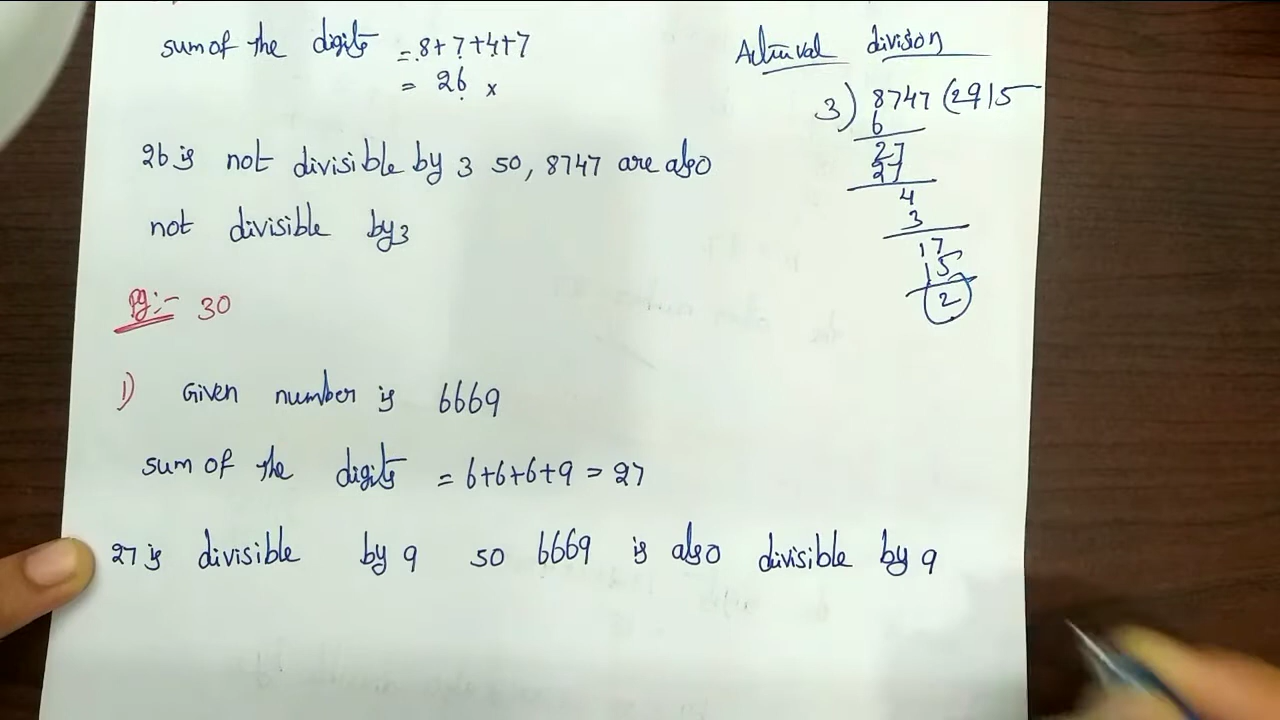 sum of the digits = 8+7+4+7
= 26 x
26 is not divisible by 3 so, 8747 are also
not divisible by 3
Actuval divison
3) 8747 (2915
6
27
27
4
3
17
15
2
Pg:- 30
1) Given number is 6669
sum of the digits = 6+6+6+9 = 27
27 is divisible by 9 so 6669 is also divisible by 9